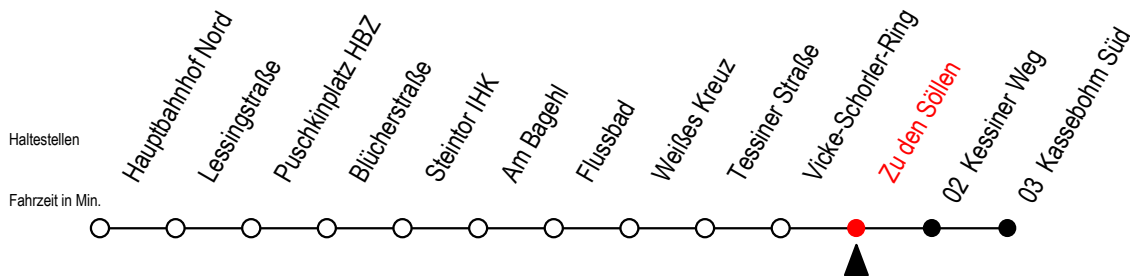 Haltestellen
Fahrzeit in Min.
Hauptbahnhof Nord
Lessingstraße
Puschkinplatz HBZ
Blücherstraße
Steintor IHK
Am Bagehl
Flussbad
Weißes Kreuz
Tessiner Straße
Vicke-Schorler-Ring
Zu den Söllen
02 Kessiner Weg
03 Kassebohm Süd